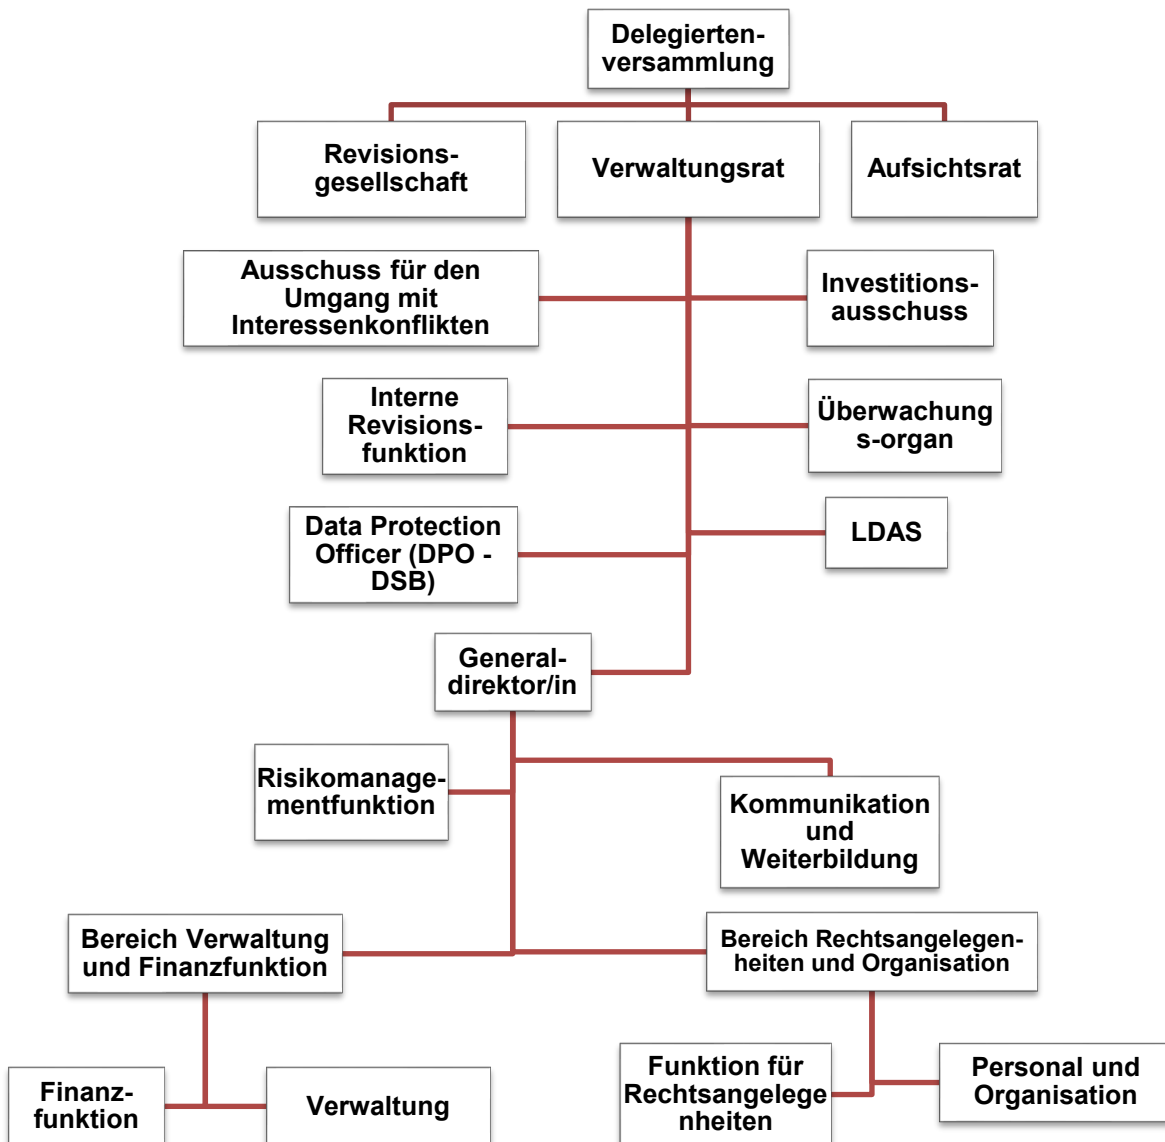 Delegierten-
versammlung
Revisions-
gesellschaft
Verwaltungsrat
Aufsichtsrat
Ausschuss für den
Umgang mit
Interessenkonflikten
Investitions-
ausschuss
Interne
Revisions-
funktion
Überwachung
s-organ
Data Protection
Officer (DPO -
DSB)
LDAS
General-
direktor/in
Risikomanage-
mentfunktion
Kommunikation
und
Weiterbildung
Bereich Verwaltung
und Finanzfunktion
Bereich Rechtsangelegen-
heiten und Organisation
Finanz-
funktion
Verwaltung
Funktion für
Rechtsangelege
nheiten
Personal und
Organisation